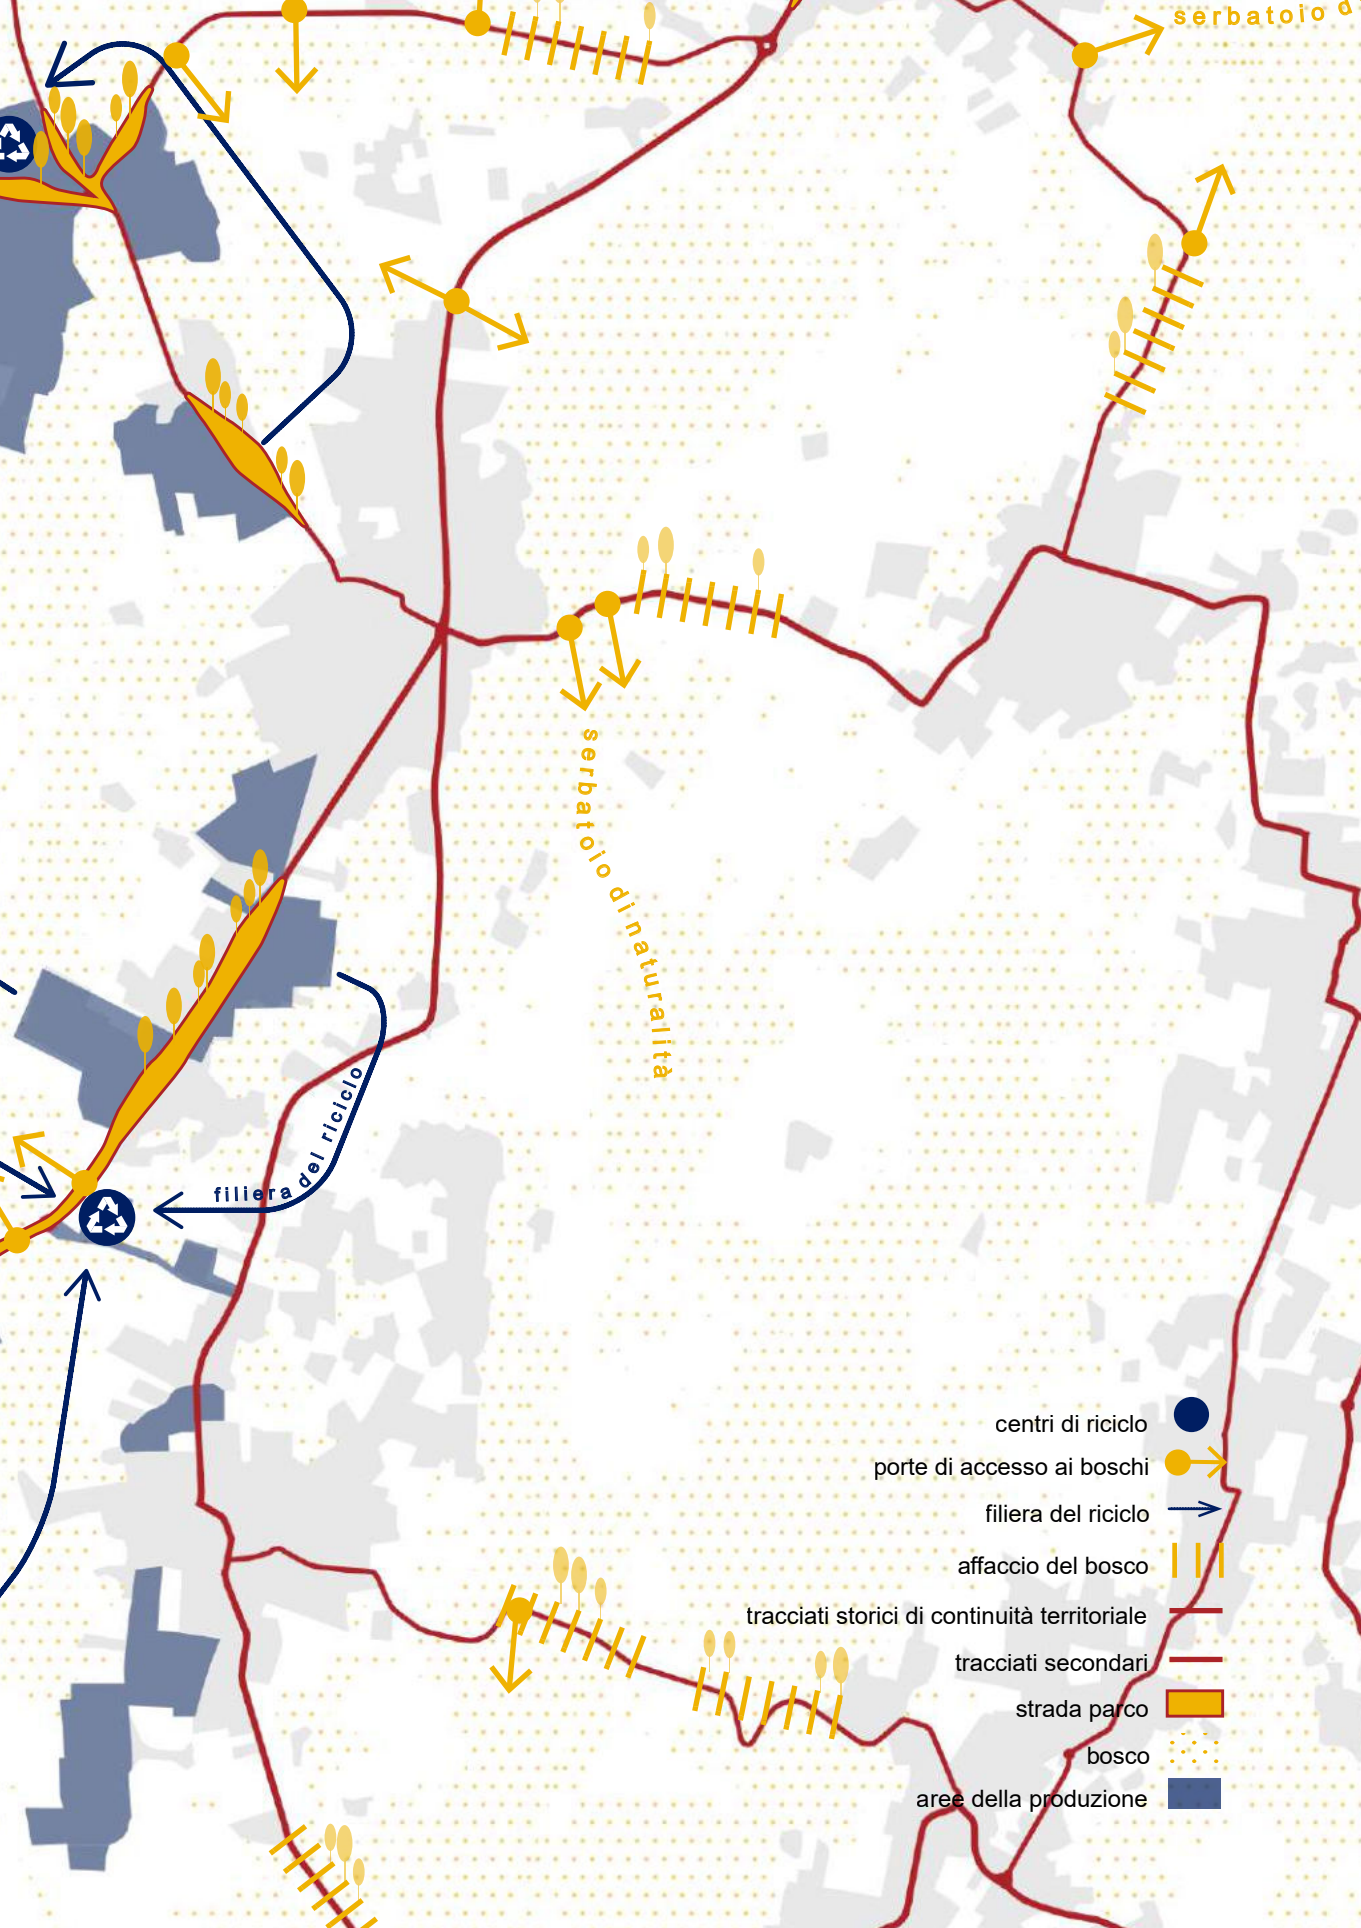 serbatoio d
serbatoio di naturalità
filiera del riciclo
centri di riciclo
porte di accesso ai boschi
filiera del riciclo
affaccio del bosco
tracciati storici di continuità territoriale
tracciati secondari
strada parco
bosco
aree della produzione